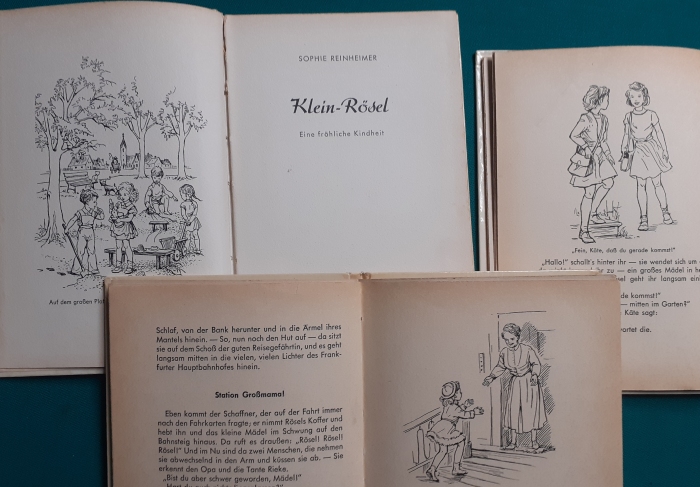 SOPHIE REINHEIMER
Klein-Rösel
Eine fröhliche Kindheit
Auf dem großen
„Fein, Käte, daß du gerade kommst!"
„Hallo!" schallt's hinter ihr — sie wendet sich um
zu — ein großes Mädel in
geht ihr langsam
kommst!"
— mitten im Garten?
Käte sagt:
wartet die.
Schlaf, von der Bank herunter und in die Ärmel ihres
Mantels hinein. — So, nun noch den Hut auf — da sitzt
sie auf dem Schoß der guten Reisegefährtin, und es geht
langsam mitten in die vielen, vielen Lichter des Frank-
furter Hauptbahnhofes hinein.
Station Großmama!
Eben kommt der Schaffner, der auf der Fahrt immer
nach den Fahrkarten fragte; er nimmt Rösels Koffer und
hebt ihn und das kleine Mädel im Schwung auf den
Bahnsteig hinaus. Da ruft es draußen: „Rösel! Rösel!
Rösel!" Und im Nu sind da zwei Menschen, die nehmen
sie abwechselnd in den Arm und küssen sie ab. — Sie
erkennt den Opa und die Tante Rieke.
„Bist du aber schwer geworden, Mädel!"